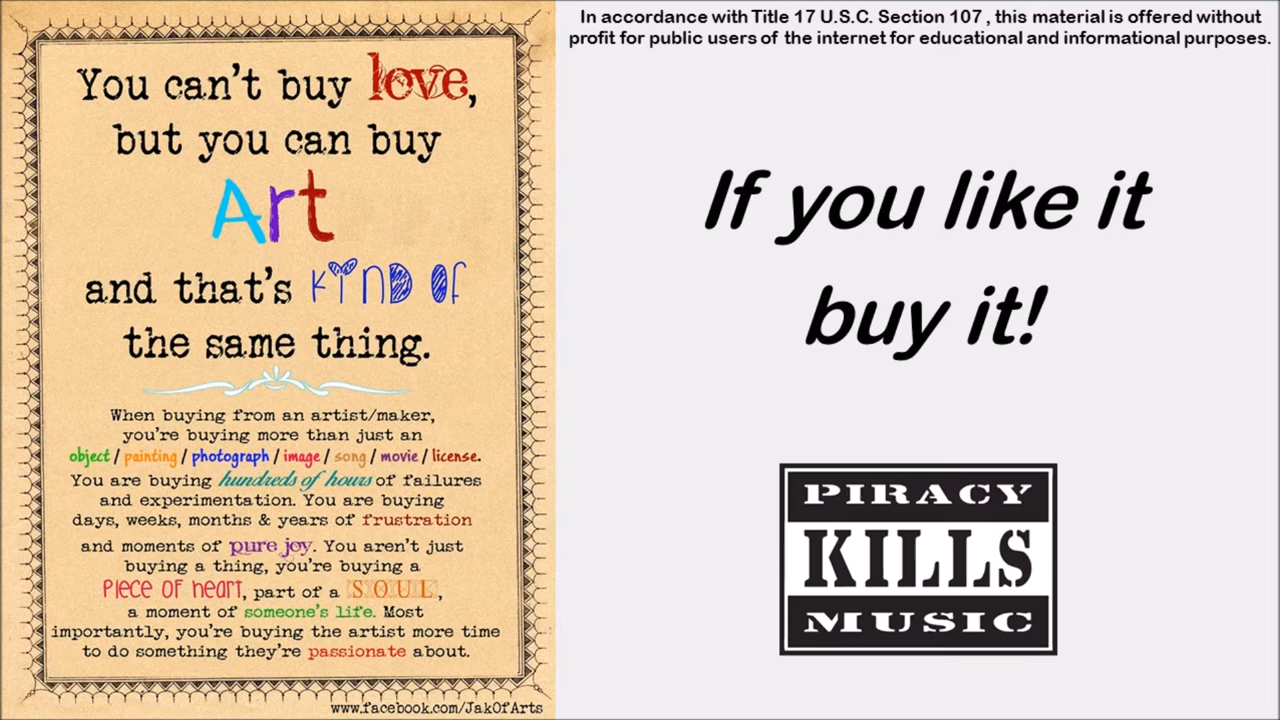 You can't buy love,
but you can buy
Art
and that's KIND OF
the same thing.
When buying from an artist/maker,
you're buying more than just an
object / painting / photograph / image / song / movie / license.
You are buying hundreds of hours of failures
and experimentation. You are buying
days, weeks, months & years of frustration
and moments of pure joy. You aren't just
buying a thing, you're buying a
PIECE OF HEART, part of a SOUL,
a moment of someone's life. Most
importantly, you're buying the artist more time
to do something they're passionate about.
www.facebook.com/JakOfArts
In accordance with Title 17 U.S.C. Section 107 , this material is offered without
profit for public users of the internet for educational and informational purposes.
If you like it
buy it!
PIRACY
KILLS
MUSIC